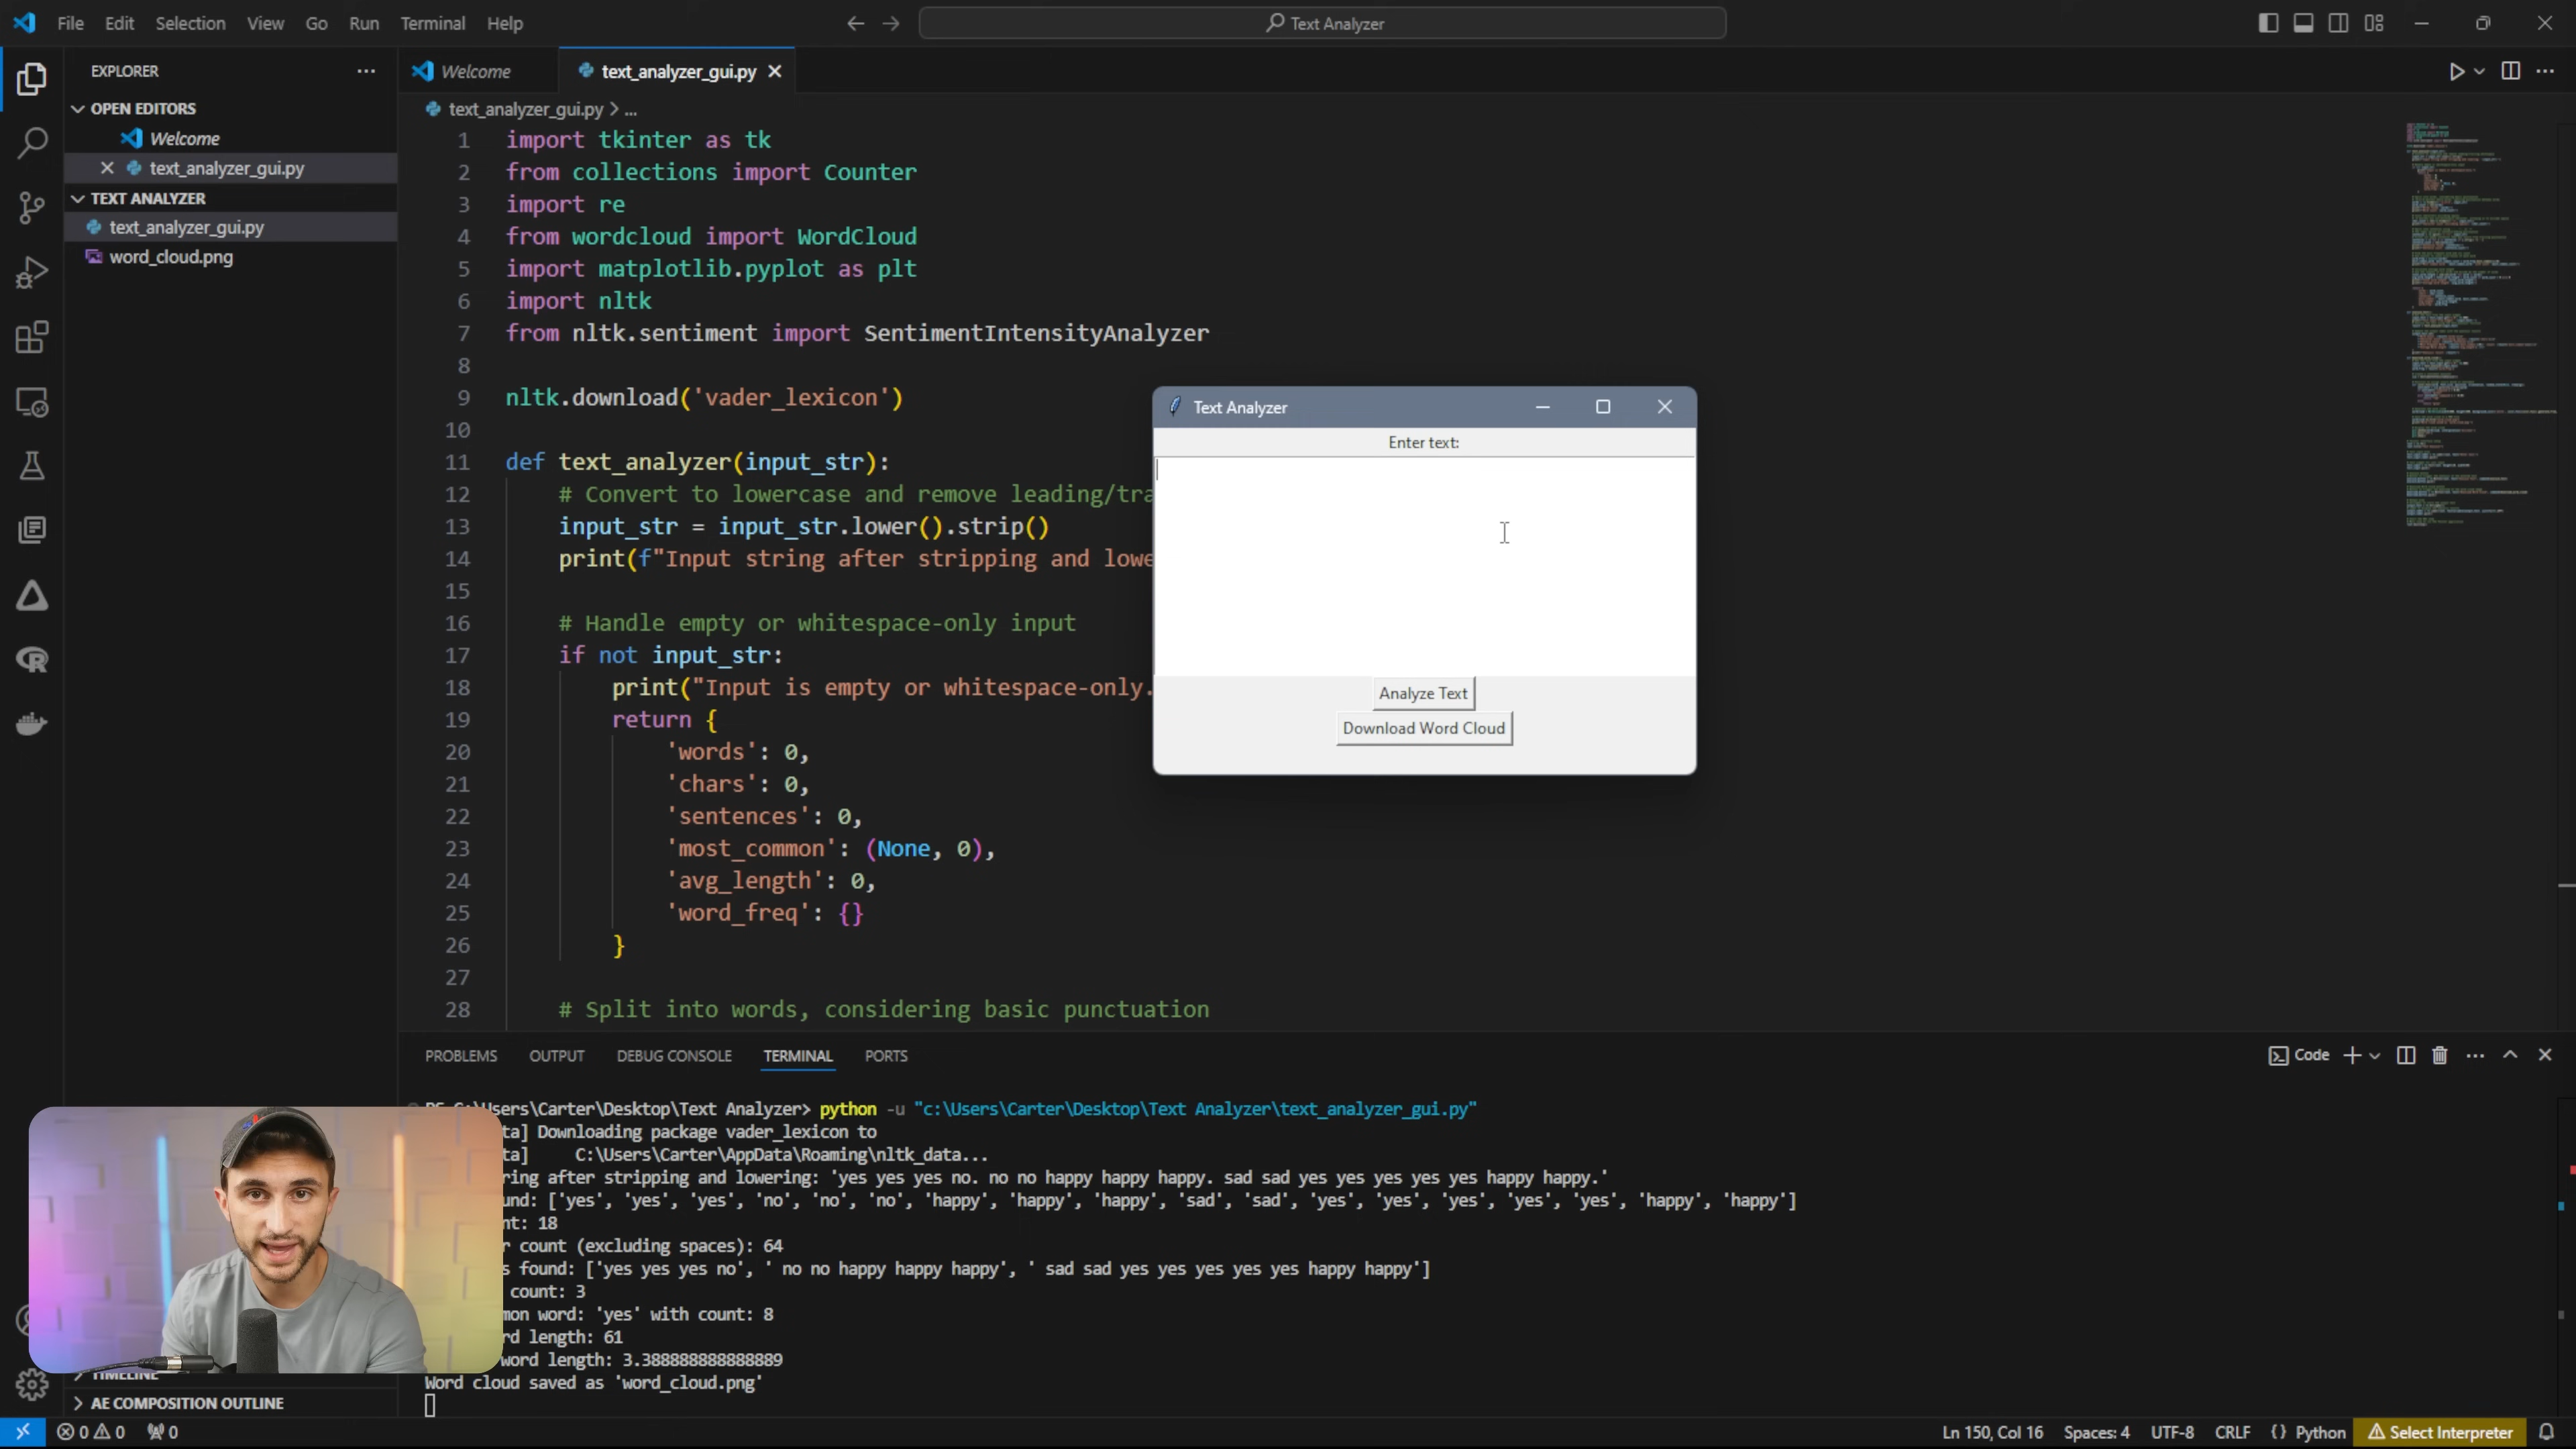 File Edit Selection View Go Run Terminal Help
Text Analyzer
EXPLORER
OPEN EDITORS
Welcome
text_analyzer_gui.py
TEXT ANALYZER
text_analyzer_gui.py
word_cloud.png
Welcome
text_analyzer_gui.py
text_analyzer_gui.py > ...
1 import tkinter as tk
2 from collections import Counter
3 import re
4 from wordcloud import WordCloud
5 import matplotlib.pyplot as plt
6 import nltk
7 from nltk.sentiment import SentimentIntensityAnalyzer
8
9 nltk.download('vader_lexicon')
10
11 def text_analyzer(input_str):
12 # Convert to lowercase and remove leading/tra
13 input_str = input_str.lower().strip()
14 print(f"Input string after stripping and lowe
15
16 # Handle empty or whitespace-only input
17 if not input_str:
18 print("Input is empty or whitespace-only.
19 return {
20 'words': 0,
21 'chars': 0,
22 'sentences': 0,
23 'most_common': (None, 0),
24 'avg_length': 0,
25 'word_freq': {}
26 }
27
28 # Split into words, considering basic punctuation
Text Analyzer
Enter text:
Analyze Text
Download Word Cloud
PROBLEMS OUTPUT DEBUG CONSOLE TERMINAL PORTS
Code
PS C:\Users\Carter\Desktop\Text Analyzer> python -u "c:\Users\Carter\Desktop\Text Analyzer\text_analyzer_gui.py"
ta] Downloading package vader_lexicon to
ta] C:\Users\Carter\AppData\Roaming\nltk_data...
ring after stripping and lowering: 'yes yes yes no. no no happy happy happy. sad sad yes yes yes yes yes happy happy.'
und: ['yes', 'yes', 'yes', 'no', 'no', 'no', 'happy', 'happy', 'happy', 'sad', 'sad', 'yes', 'yes', 'yes', 'yes', 'yes', 'happy', 'happy']
nt: 18
r count (excluding spaces): 64
s found: ['yes yes yes no', ' no no happy happy happy', ' sad sad yes yes yes yes yes happy happy']
count: 3
mon word: 'yes' with count: 8
rd length: 61
word length: 3.388888888888889
Word cloud saved as 'word_cloud.png'
TIMELINE
AE COMPOSITION OUTLINE
0 0 0
Ln 150, Col 16 Spaces: 4 UTF-8 CRLF {} Python Select Interpreter